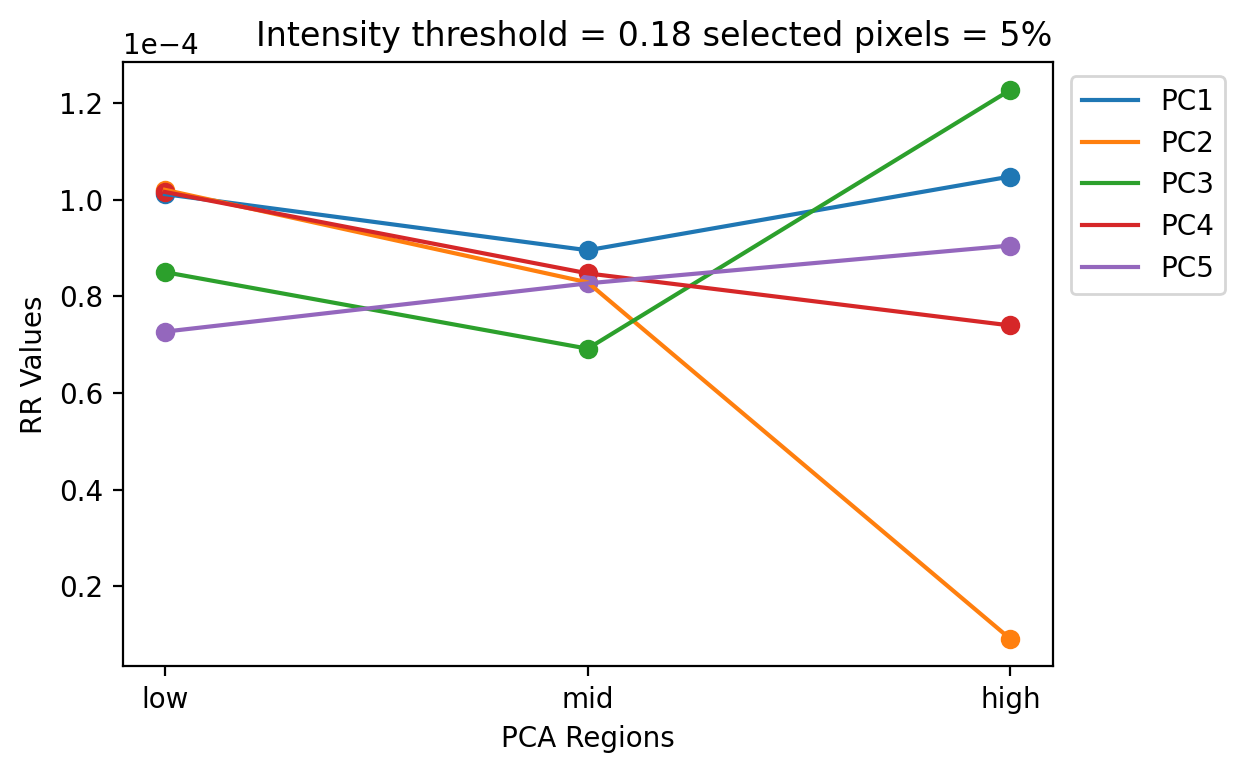 Intensity threshold = 0.18 selected pixels = 5%
1e−4
1.2
1.0
0.8
0.6
0.4
0.2
RR Values
low
mid
high
PCA Regions
PC1
PC2
PC3
PC4
PC5